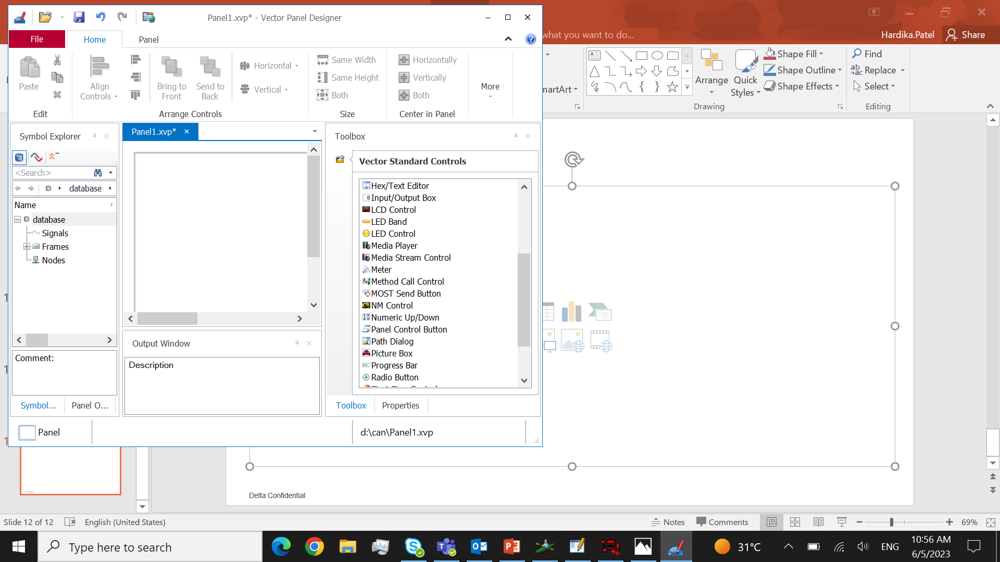 Panel1.xvp* - Vector Panel Designer
File
Home
Panel
Paste
Align
Controls
Bring to
Front
Send to
Back
Horizontal
Vertical
Same Width
Same Height
Both
Horizontally
Vertically
Both
More
Edit
Arrange Controls
Size
Center in Panel
what you want to do...
Hardika.Patel
Share
martArt
Arrange
Quick
Styles
Shape Fill
Shape Outline
Shape Effects
Find
Replace
Select
Drawing
Editing
Symbol Explorer
<Search>
database
Name
database
Signals
Frames
Nodes
Comment:
Symbol...
Panel O...
Panel1.xvp*
Output Window
Description
Toolbox
Vector Standard Controls
Hex/Text Editor
Input/Output Box
LCD Control
LED Band
LED Control
Media Player
Media Stream Control
Meter
Method Call Control
MOST Send Button
NM Control
Numeric Up/Down
Panel Control Button
Path Dialog
Picture Box
Progress Bar
Radio Button
Toolbox
Properties
Panel
d:\can\Panel1.xvp
Delta Confidential
Slide 12 of 12
English (United States)
Notes
Comments
69%
Type here to search
31°C
ENG
10:56 AM
6/5/2023